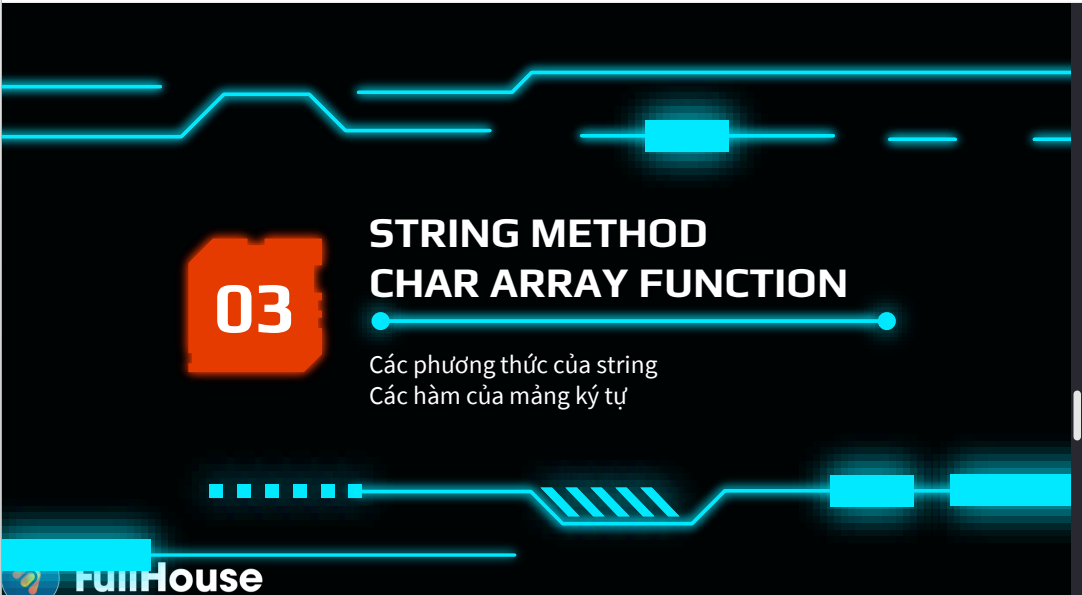 03
STRING METHOD
CHAR ARRAY FUNCTION
Các phương thức của string
Các hàm của mảng ký tự
FullHouse